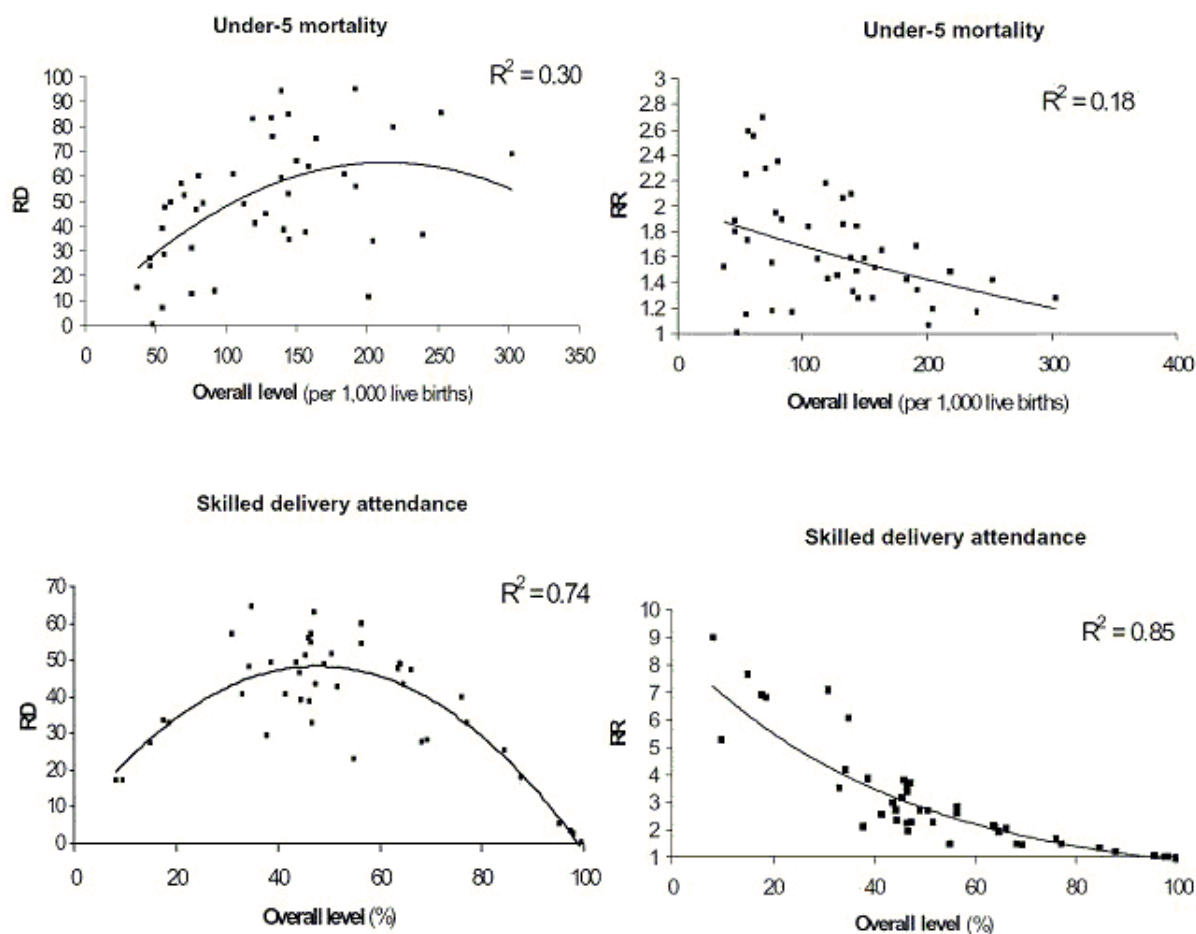 Under-5 mortality
R² = 0.30
100
90
80
70
60
50
40
30
20
10
0
RD
0 50 100 150 200 250 300 350
Overall level (per 1,000 live births)
Under-5 mortality
R² = 0.18
3
2.8
2.6
2.4
2.2
2
1.8
1.6
1.4
1.2
1
RR
0 100 200 300 400
Overall level (per 1,000 live births)
Skilled delivery attendance
R² = 0.74
70
60
50
40
30
20
10
0
RD
0 20 40 60 80 100
Overall level (%)
Skilled delivery attendance
R² = 0.85
10
9
8
7
6
5
4
3
2
1
RR
0 20 40 60 80 100
Overall level (%)